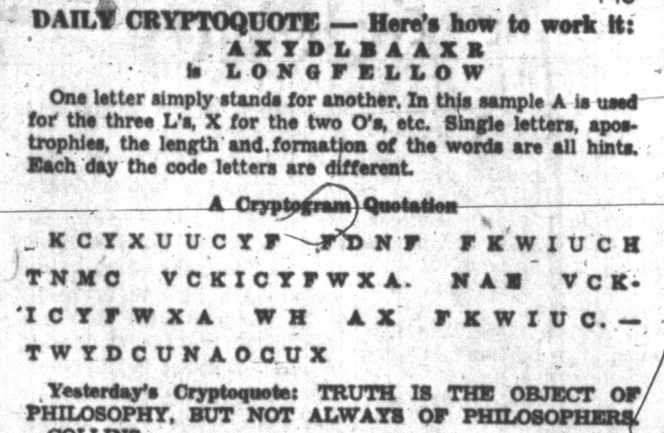 DAILY CRYPTOQUOTE — Here's how to work it:
A X Y D L B A A X R
is L O N G F E L L O W
One letter simply stands for another. In this sample A is used
for the three L's, X for the two O's, etc. Single letters, apos-
trophies, the length and formation of the words are all hints.
Each day the code letters are different.
A Cryptogram Quotation
K C Y X U U C Y F F D N F F K W I U C H
T N M C V C K I C Y F W X A. N A E V C K-
I C Y F W X A W H A X F K W I U C. —
T W Y D C U N A O C U X
Yesterday's Cryptoquote: TRUTH IS THE OBJECT OF
PHILOSOPHY, BUT NOT ALWAYS OF PHILOSOPHERS.